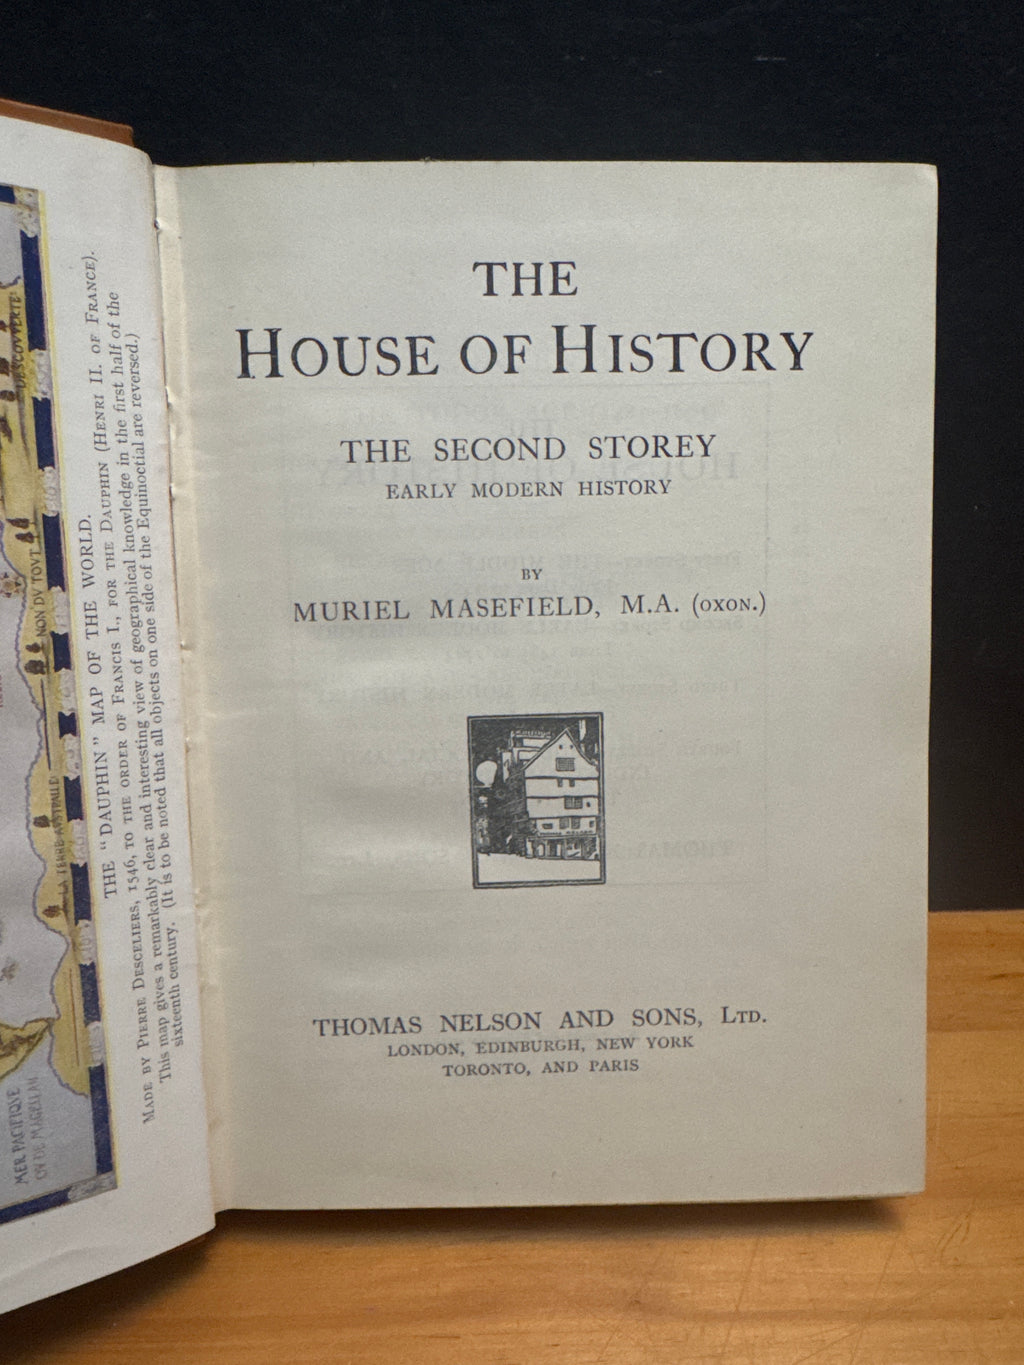 DESCOVVERTE
NON DV TOVT
LA TERRE AVSTRALLE
MER PACIFIQUE
OV DE MAGELLAN
THE "DAUPHIN" MAP OF THE WORLD.
MADE BY PIERRE DESCELIERS, 1546, TO THE ORDER OF FRANCIS I., FOR THE DAUPHIN (HENRI II. OF FRANCE).
This map gives a remarkably clear and interesting view of geographical knowledge in the first half of the
sixteenth century. (It is to be noted that all objects on one side of the Equinoctial are reversed.)
THE
HOUSE OF HISTORY
THE SECOND STOREY
EARLY MODERN HISTORY
BY
MURIEL MASEFIELD, M.A. (OXON.)
THOMAS NELSON AND SONS, LTD.
LONDON, EDINBURGH, NEW YORK
TORONTO, AND PARIS